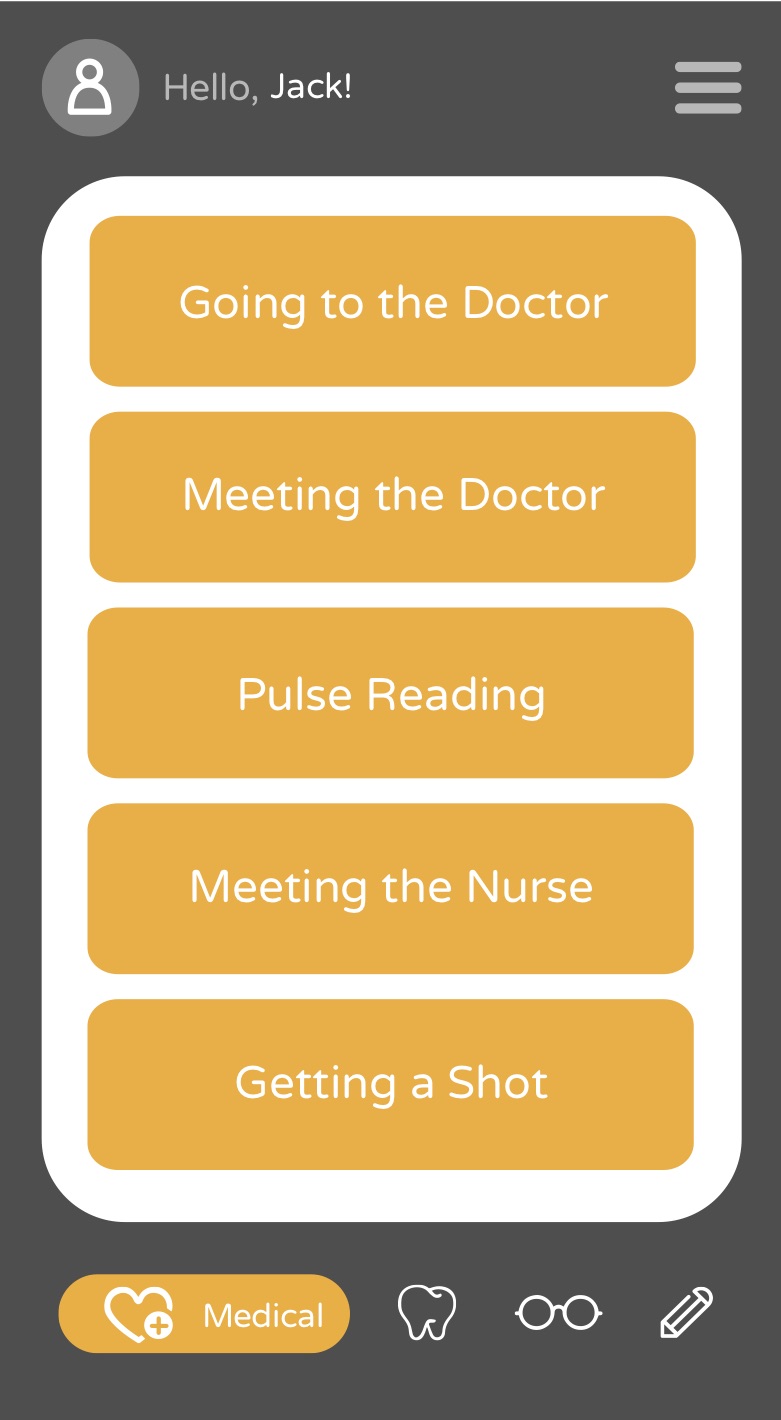 Hello, Jack!
Going to the Doctor
Meeting the Doctor
Pulse Reading
Meeting the Nurse
Getting a Shot
Medical